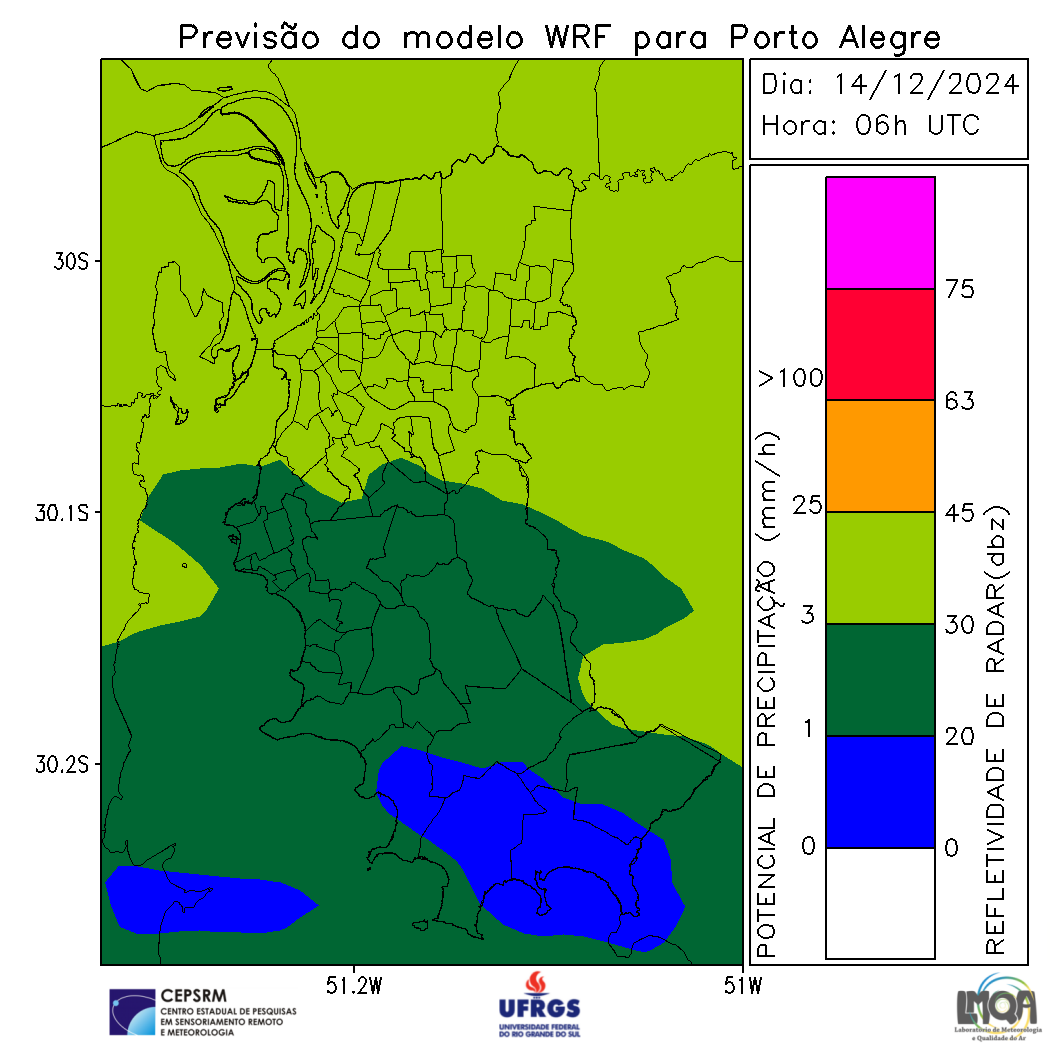 Previsão do modelo WRF para Porto Alegre
Dia: 14/12/2024
Hora: 06h UTC
30S
30.1S
30.2S
51.2W
51W
POTENCIAL DE PRECIPITAÇÃO (mm/h)
>100
25
3
1
0
75
63
45
30
20
0
REFLETIVIDADE DE RADAR(dbz)
CEPSRM
CENTRO ESTADUAL DE PESQUISAS
EM SENSORIAMENTO REMOTO
E METEOROLOGIA
UFRGS
UNIVERSIDADE FEDERAL
DO RIO GRANDE DO SUL
LMQA
Laboratório de Meteorologia
e Qualidade do Ar